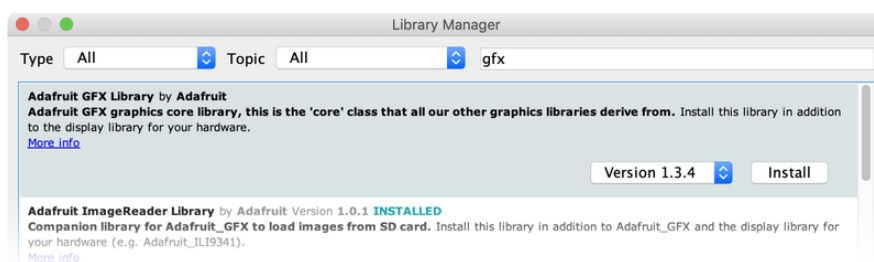 Library Manager
Type All Topic All gfx
Adafruit GFX Library by Adafruit
Adafruit GFX graphics core library, this is the 'core' class that all our other graphics libraries derive from. Install this library in addition
to the display library for your hardware.
More info
Version 1.3.4 Install
Adafruit ImageReader Library by Adafruit Version 1.0.1 INSTALLED
Companion library for Adafruit_GFX to load images from SD card. Install this library in addition to Adafruit_GFX and the display library for
your hardware (e.g. Adafruit_ILI9341).
More info